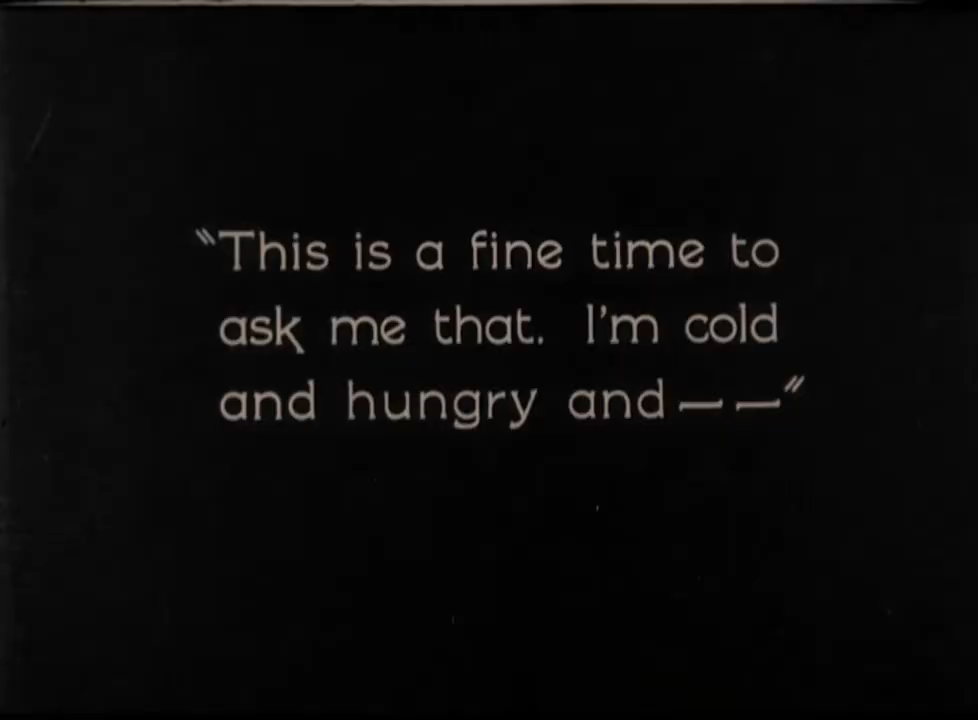 "This is a fine time to
ask me that. I'm cold
and hungry and — —"